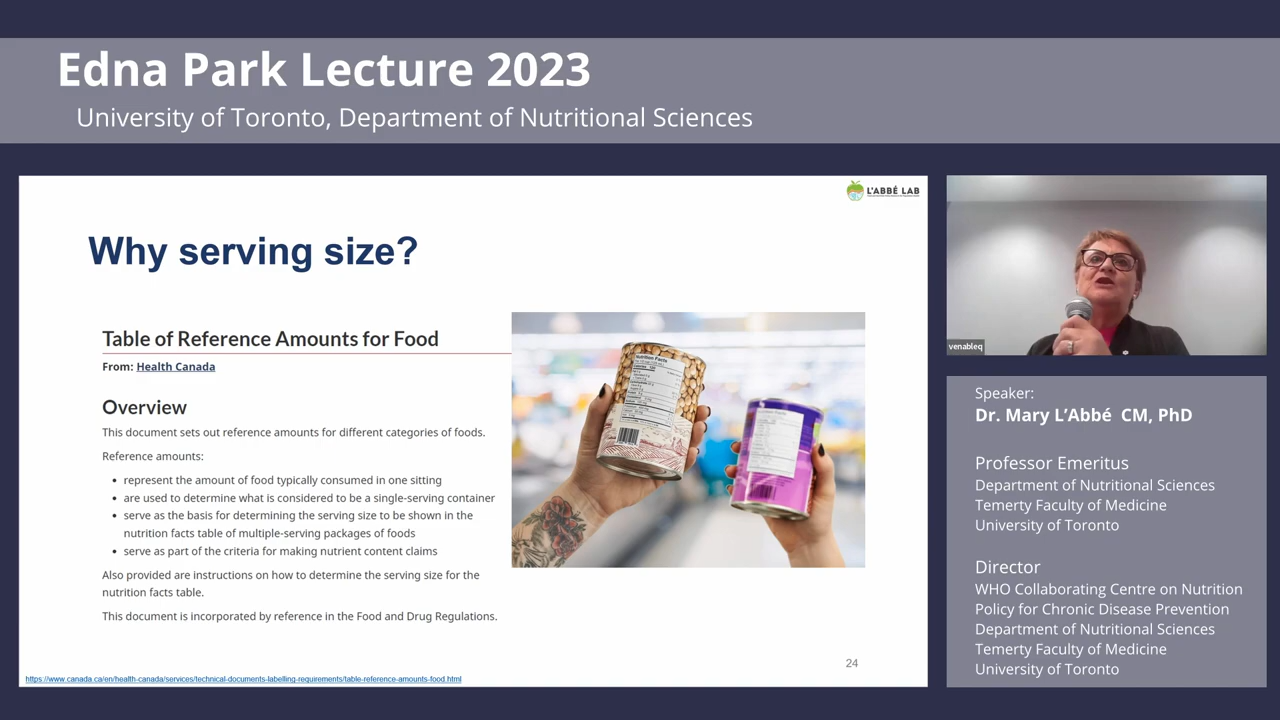 Edna Park Lecture 2023
University of Toronto, Department of Nutritional Sciences
L'ABBÉ LAB
Why serving size?
Table of Reference Amounts for Food
From: Health Canada
Overview
This document sets out reference amounts for different categories of foods.
Reference amounts:
• represent the amount of food typically consumed in one sitting
• are used to determine what is considered to be a single-serving container
• serve as the basis for determining the serving size to be shown in the
nutrition facts table of multiple-serving packages of foods
• serve as part of the criteria for making nutrient content claims
Also provided are instructions on how to determine the serving size for the
nutrition facts table.
This document is incorporated by reference in the Food and Drug Regulations.
Nutrition Facts
24
https://www.canada.ca/en/health-canada/services/technical-documents-labelling-requirements/table-reference-amounts-food.html
venableq
Speaker:
Dr. Mary L'Abbé CM, PhD
Professor Emeritus
Department of Nutritional Sciences
Temerty Faculty of Medicine
University of Toronto
Director
WHO Collaborating Centre on Nutrition
Policy for Chronic Disease Prevention
Department of Nutritional Sciences
Temerty Faculty of Medicine
University of Toronto